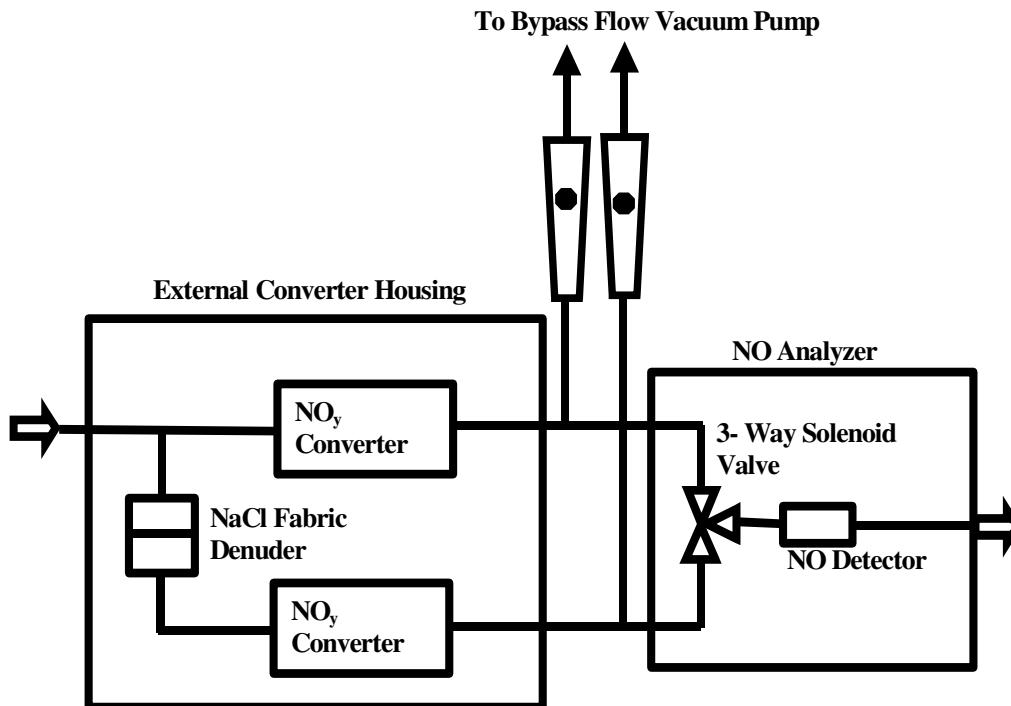 To Bypass Flow Vacuum Pump
External Converter Housing
NO Analyzer
NOy
Converter
3- Way Solenoid
Valve
NaCl Fabric
Denuder
NO Detector
NOy
Converter